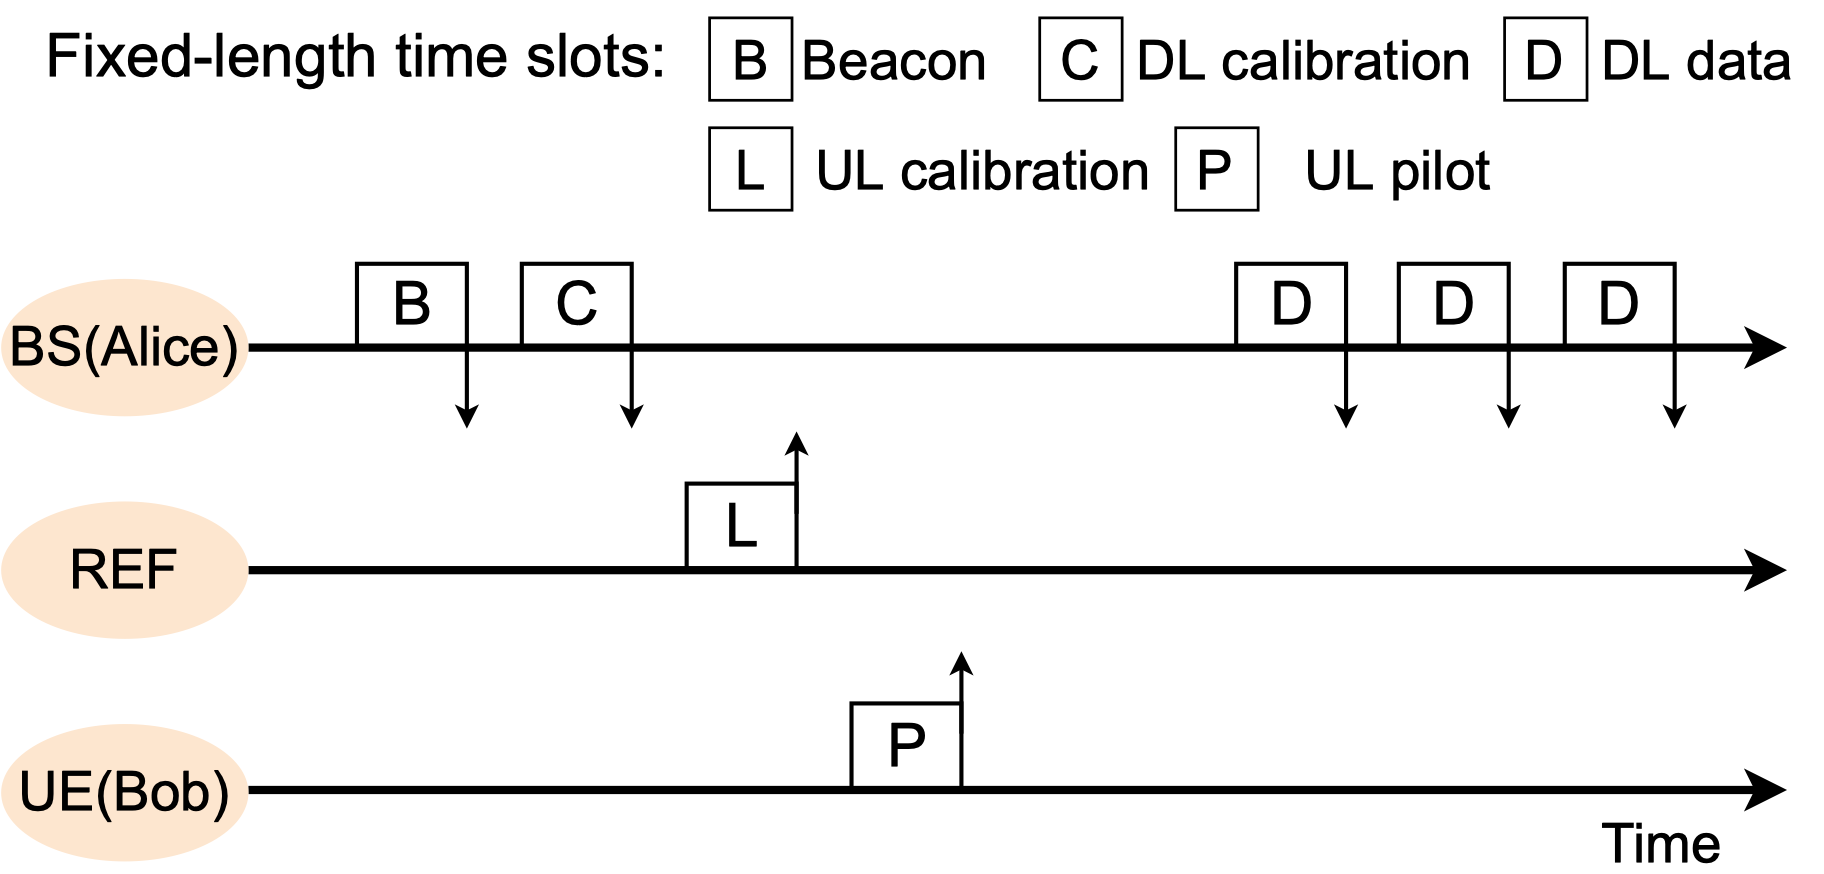 Fixed-length time slots: B Beacon C DL calibration D DL data
L UL calibration P UL pilot
BS(Alice) B C D D D
REF L
UE(Bob) P
Time